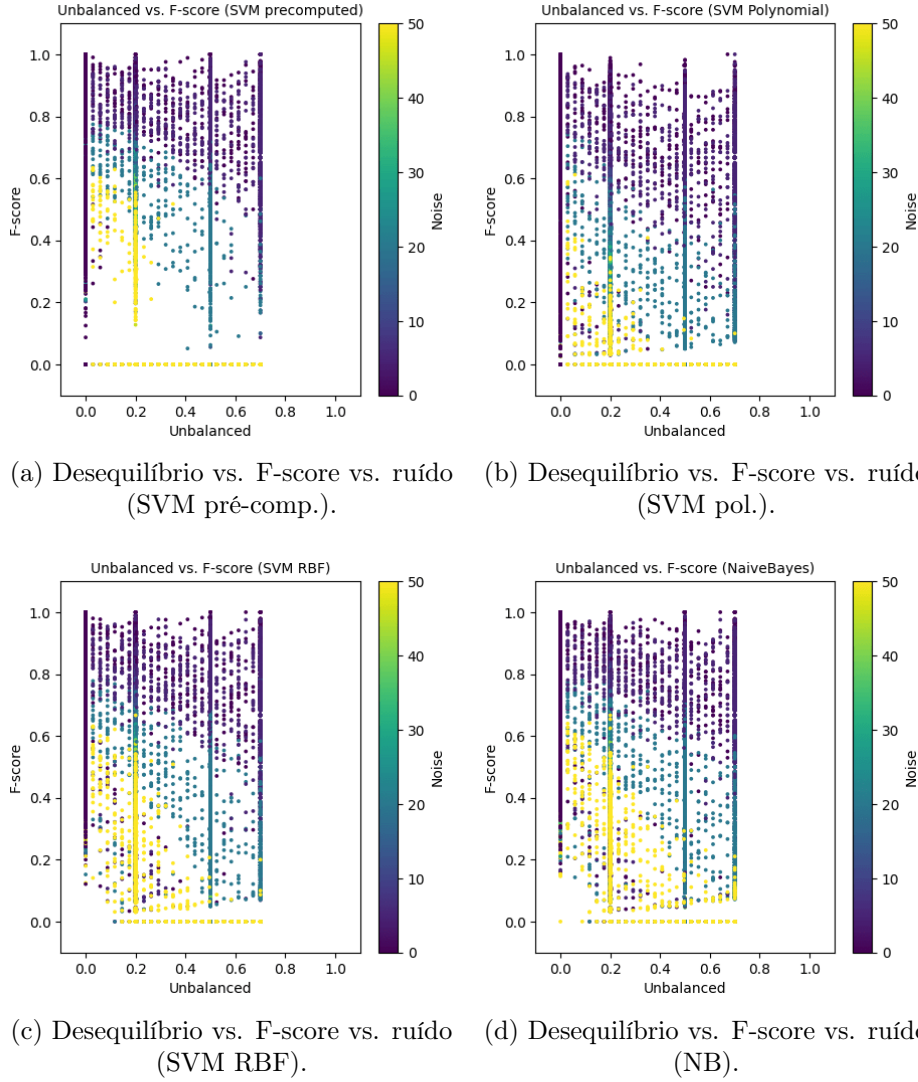 Unbalanced vs. F-score (SVM precomputed)
1.0
0.8
0.6
0.4
0.2
0.0
F-score
0.0 0.2 0.4 0.6 0.8 1.0
Unbalanced
50
40
30
20
10
0
Noise
(a) Desequilíbrio vs. F-score vs. ruído
(SVM pré-comp.).
Unbalanced vs. F-score (SVM Polynomial)
1.0
0.8
0.6
0.4
0.2
0.0
F-score
0.0 0.2 0.4 0.6 0.8 1.0
Unbalanced
50
40
30
20
10
0
Noise
(b) Desequilíbrio vs. F-score vs. ruído
(SVM pol.).
Unbalanced vs. F-score (SVM RBF)
1.0
0.8
0.6
0.4
0.2
0.0
F-score
0.0 0.2 0.4 0.6 0.8 1.0
Unbalanced
50
40
30
20
10
0
Noise
(c) Desequilíbrio vs. F-score vs. ruído
(SVM RBF).
Unbalanced vs. F-score (NaiveBayes)
1.0
0.8
0.6
0.4
0.2
0.0
F-score
0.0 0.2 0.4 0.6 0.8 1.0
Unbalanced
50
40
30
20
10
0
Noise
(d) Desequilíbrio vs. F-score vs. ruído
(NB).